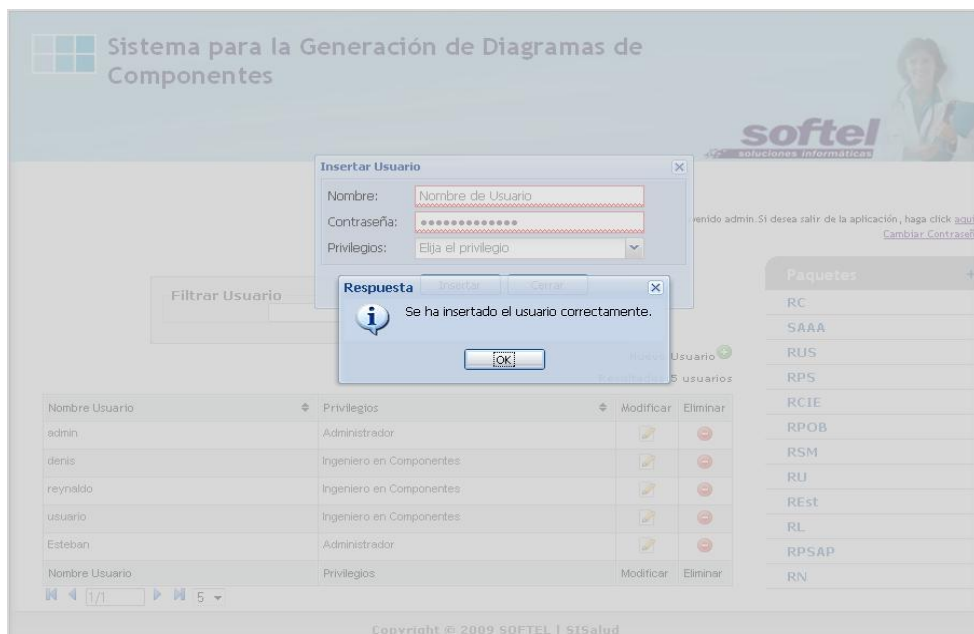 Sistema para la Generación de Diagramas de
Componentes
softel
soluciones informáticas
Insertar Usuario
Nombre:
Nombre de Usuario
Contraseña:
Privilegios:
Elija el privilegio
Insertar
Cerrar
enido admin.Si desea salir de la aplicación, haga click aquí
Cambiar Contraseñ
Respuesta
Se ha insertado el usuario correctamente.
OK
Filtrar Usuario
Nuevo Usuario
Resultados 5 usuarios
Nombre Usuario Privilegios Modificar Eliminar
admin Administrador
denis Ingeniero en Componentes
reynaldo Ingeniero en Componentes
usuario Ingeniero en Componentes
Esteban Administrador
Nombre Usuario Privilegios Modificar Eliminar
1/1 5
Paquetes +
RC
SAAA
RUS
RPS
RCIE
RPOB
RSM
RU
REst
RL
RPSAP
RN
Copyright © 2009 SOFTEL | SISalud